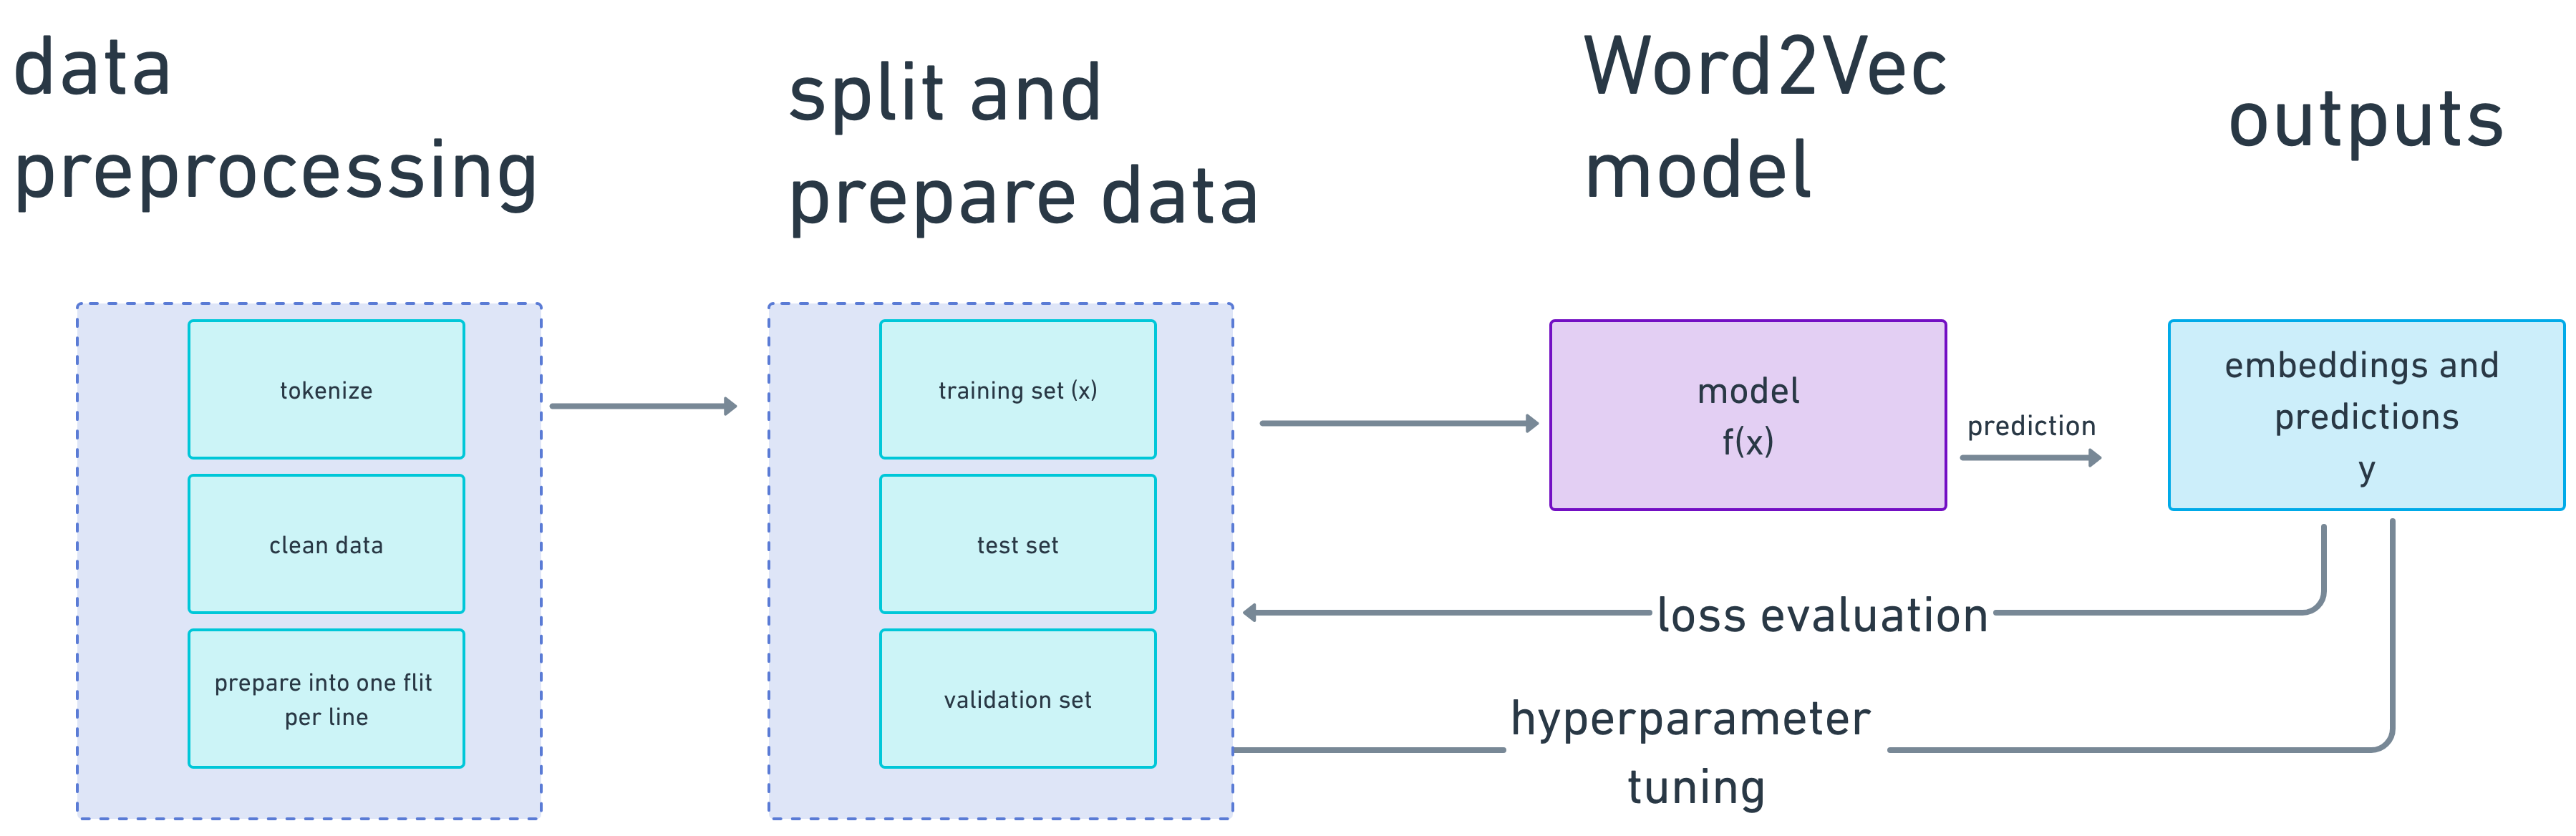 data
preprocessing
split and
prepare data
Word2Vec
model
outputs
tokenize
clean data
prepare into one flit
per line
training set (x)
test set
validation set
model
f(x)
prediction
embeddings and
predictions
y
loss evaluation
hyperparameter
tuning